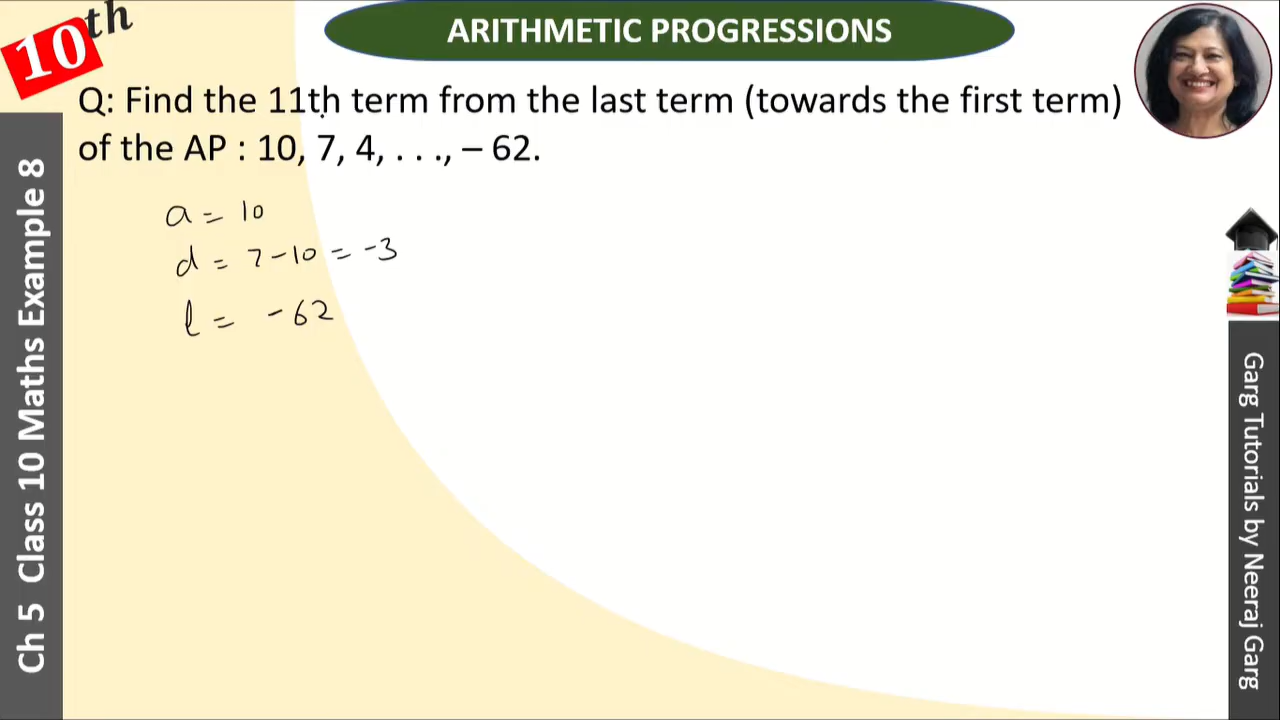 10th
ARITHMETIC PROGRESSIONS
Q: Find the 11th term from the last term (towards the first term)
of the AP : 10, 7, 4, . . ., – 62.
a = 10
d = 7 - 10 = -3
l = - 62
Ch 5 Class 10 Maths Example 8
Garg Tutorials by Neeraj Garg